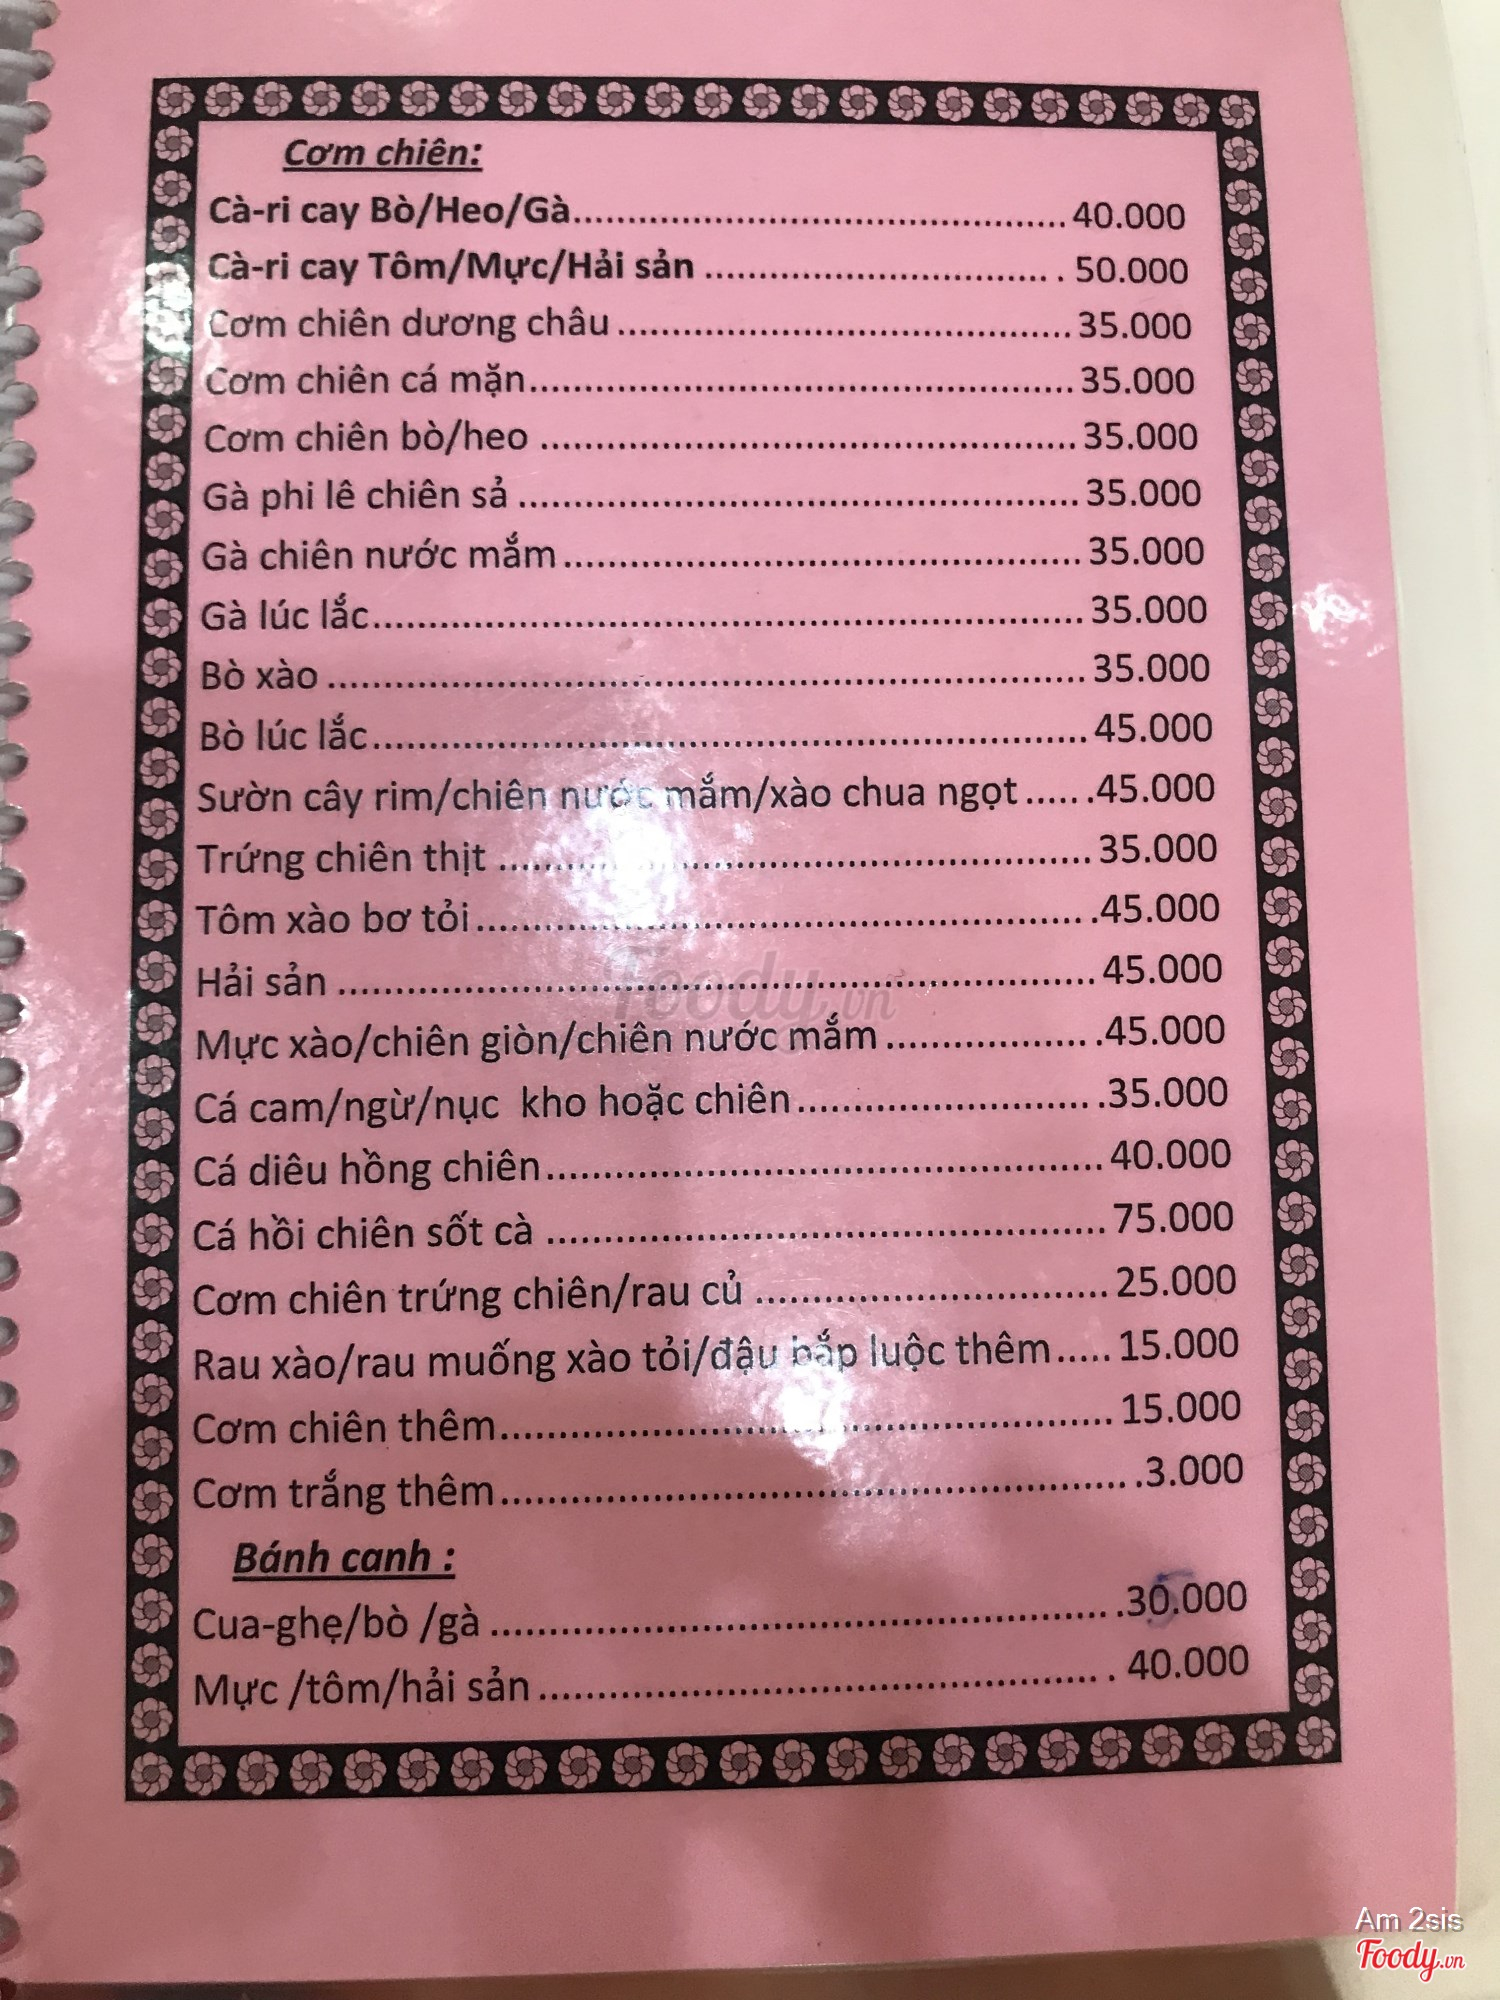 Cơm chiên:
Cà-ri cay Bò/Heo/Gà........................................ 40.000
Cà-ri cay Tôm/Mực/Hải sản ................................ . 50.000
Cơm chiên dương châu ........................................ 35.000
Cơm chiên cá mặn................................................ 35.000
Cơm chiên bò/heo ............................................... 35.000
Gà phi lê chiên sả ................................................. 35.000
Gà chiên nước mắm .............................................. 35.000
Gà lúc lắc............................................................... 35.000
Bò xào ................................................................... 35.000
Bò lúc lắc............................................................... 45.000
Sườn cây rim/chiên nước mắm/xào chua ngọt ..... .45.000
Trứng chiên thịt .................................................... 35.000
Tôm xào bơ tỏi ..................................................... .45.000
Hải sản ................................................................... 45.000
Mực xào/chiên giòn/chiên nước mắm .................. .45.000
Cá cam/ngừ/nục kho hoặc chiên ......................... .35.000
Cá diêu hồng chiên ................................................ 40.000
Cá hồi chiên sốt cà ................................................ 75.000
Cơm chiên trứng chiên/rau củ ............................... 25.000
Rau xào/rau muống xào tỏi/đậu bắp luộc thêm ..... 15.000
Cơm chiên thêm..................................................... 15.000
Cơm trắng thêm ...................................................... .3.000
Bánh canh :
Cua-ghẹ/bò /gà ..................................................... .30.000
Mực /tôm/hải sản ................................................. . 40.000
Foody.vn
Am 2sis
Foody.vn